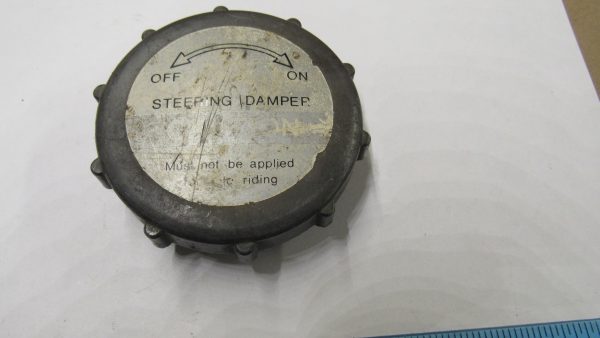 OFF ON
STEERING DAMPER
Must not be applied
riding